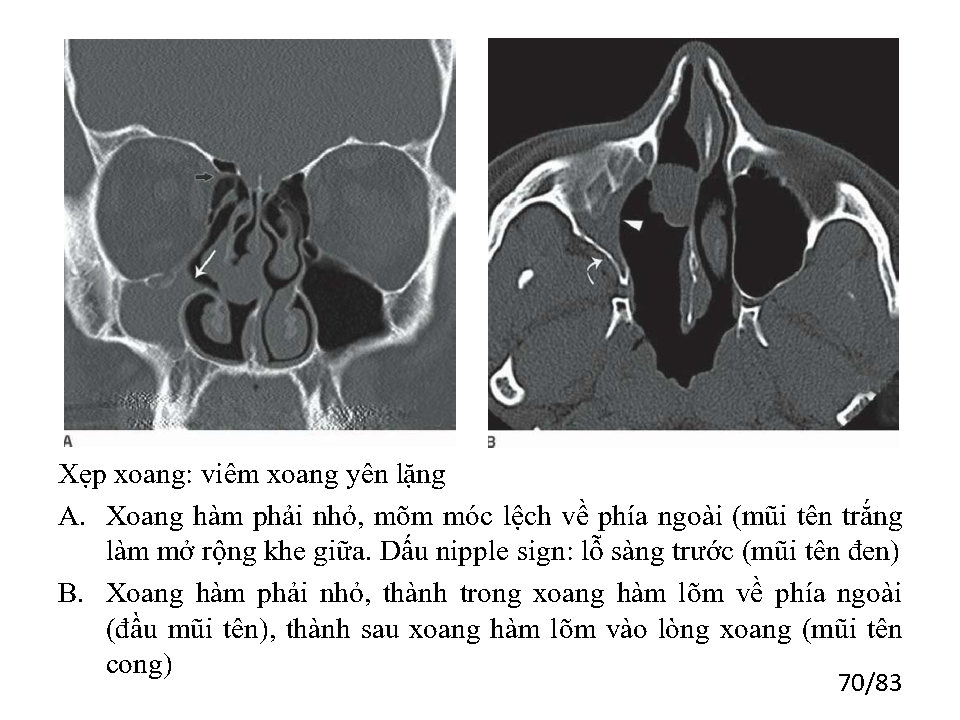 A
B
Xẹp xoang: viêm xoang yên lặng
A. Xoang hàm phải nhỏ, mõm móc lệch về phía ngoài (mũi tên trắng
làm mở rộng khe giữa. Dấu nipple sign: lỗ sàng trước (mũi tên đen)
B. Xoang hàm phải nhỏ, thành trong xoang hàm lõm về phía ngoài
(đầu mũi tên), thành sau xoang hàm lõm vào lòng xoang (mũi tên
cong)
70/83